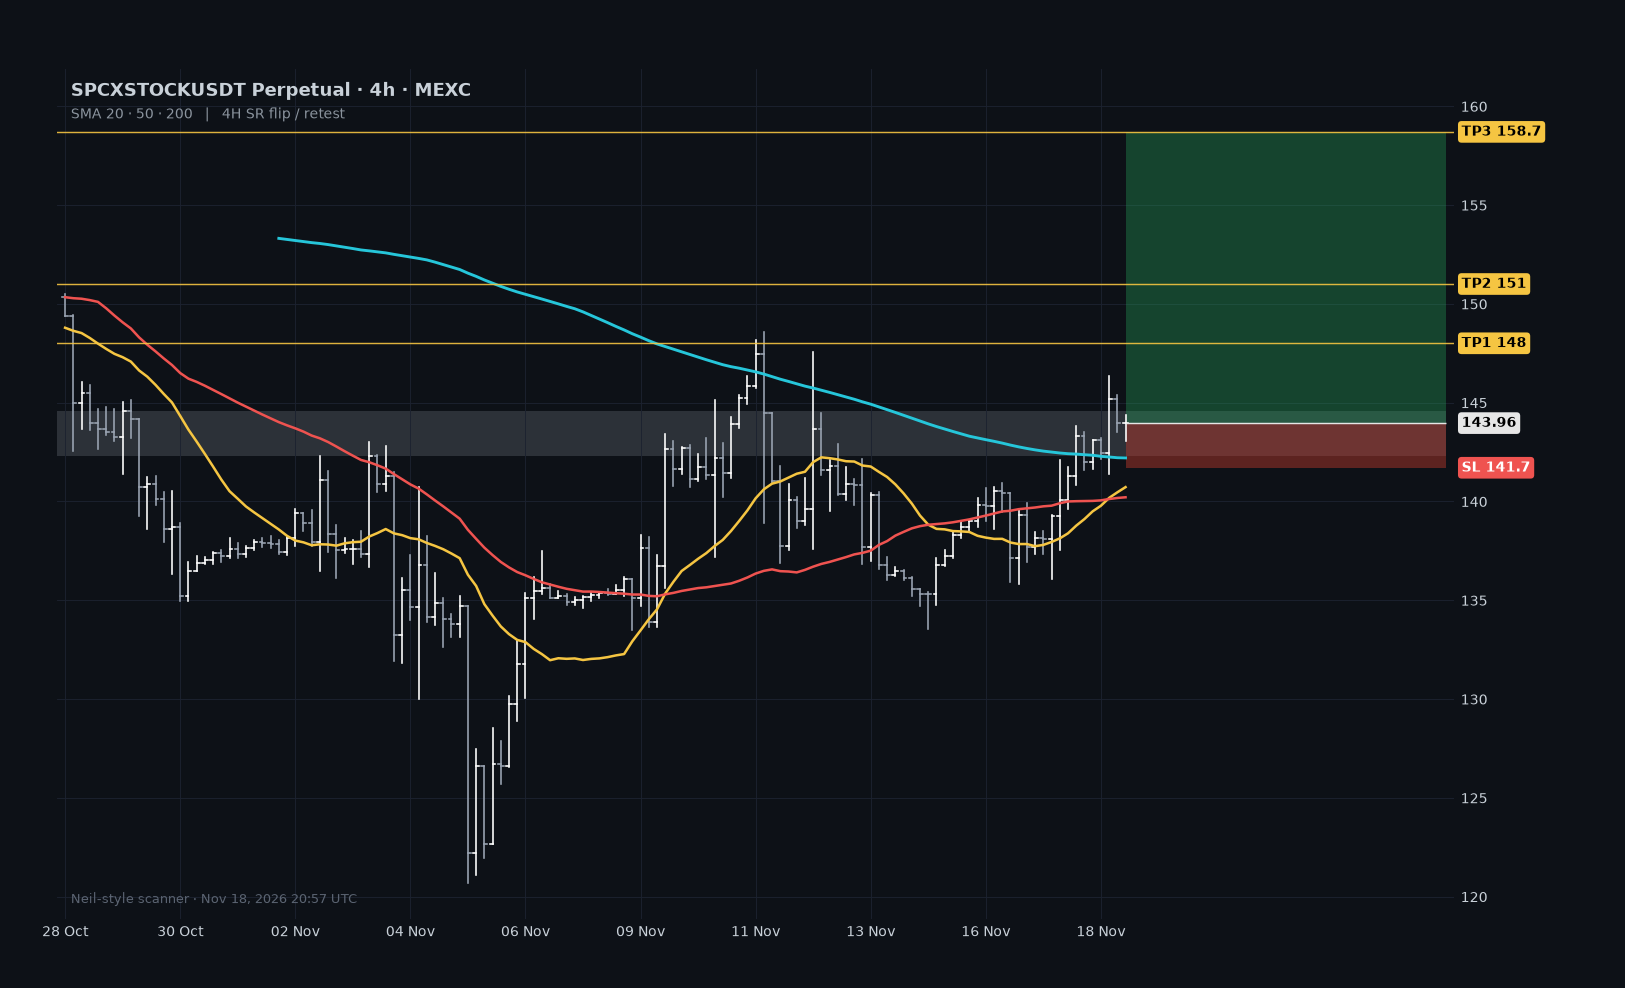 SPCXSTOCKUSDT Perpetual · 4h · MEXC
SMA 20 · 50 · 200 | 4H SR flip / retest
160
TP3 158.7
155
TP2 151
150
TP1 148
145
143.96
SL 141.7
140
135
130
125
120
Neil-style scanner · Nov 18, 2026 20:57 UTC
28 Oct 30 Oct 02 Nov 04 Nov 06 Nov 09 Nov 11 Nov 13 Nov 16 Nov 18 Nov